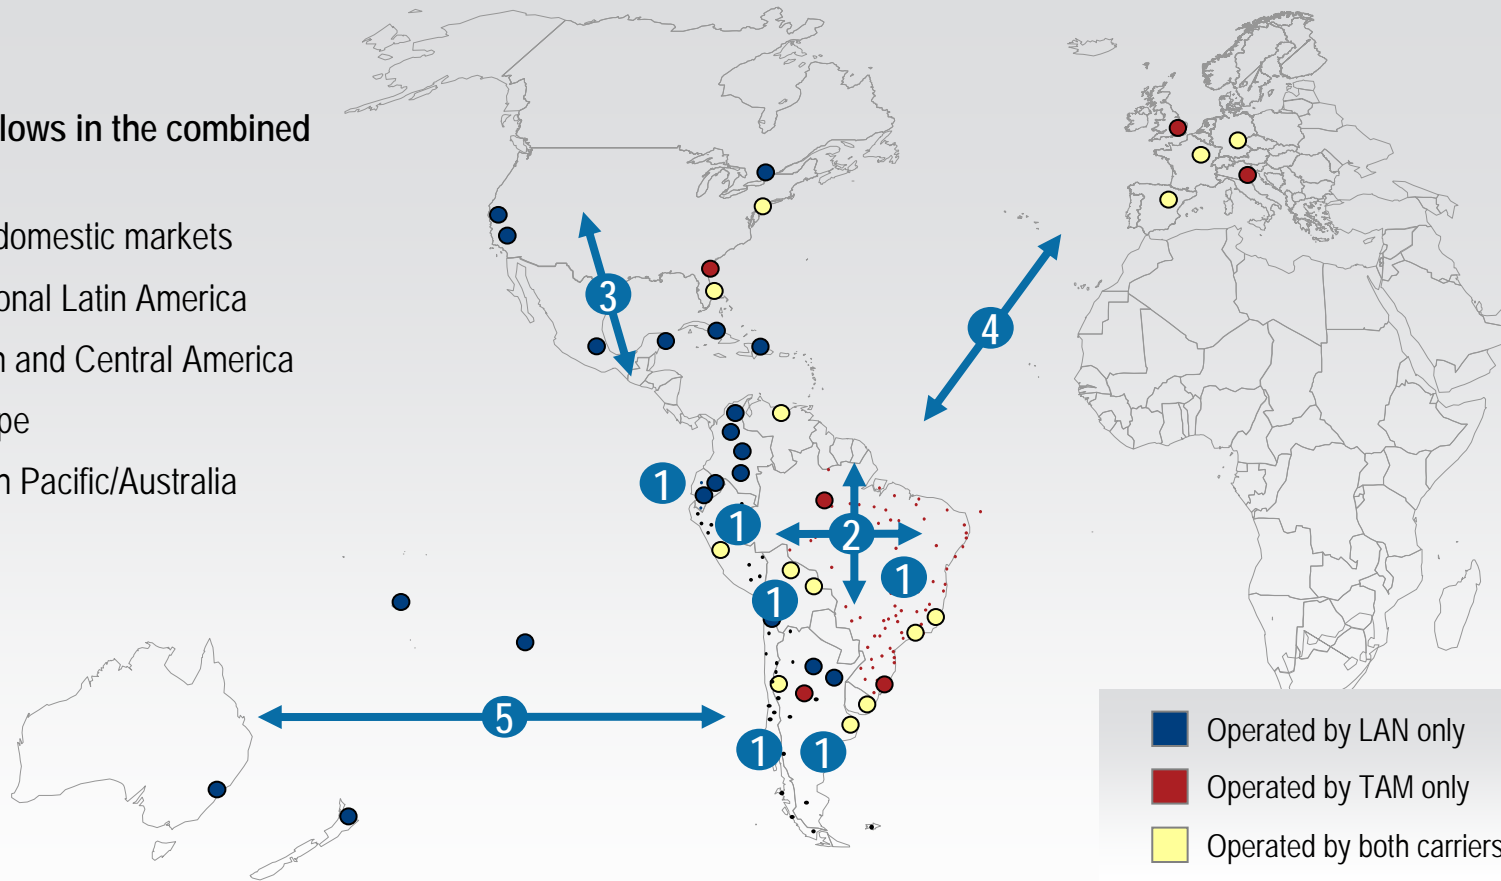 lows in the combined
domestic markets
onal Latin America
n and Central America
pe
n Pacific/Australia
3
4
1
1
2
1
1
5
1
1
Operated by LAN only
Operated by TAM only
Operated by both carriers